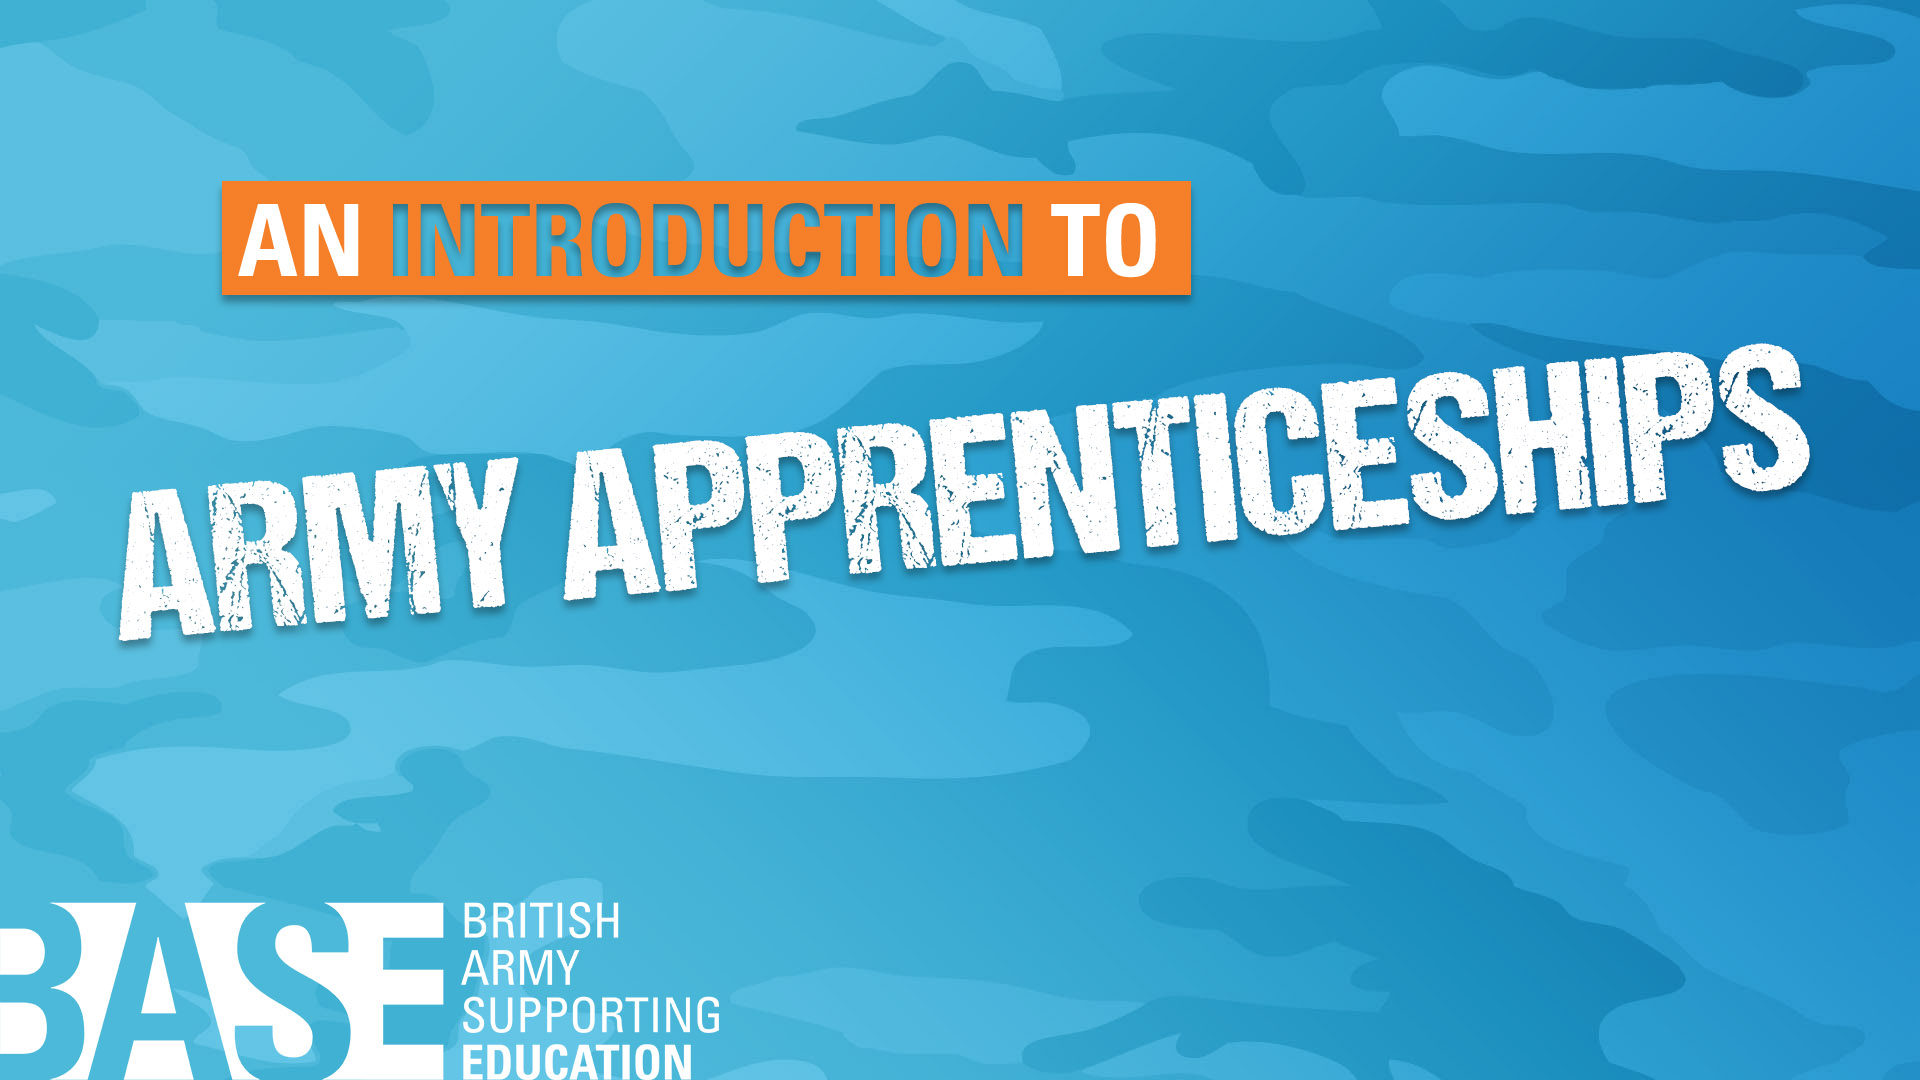 AN INTRODUCTION TO
ARMY APPRENTICESHIPS
BASE
BRITISH
ARMY
SUPPORTING
EDUCATION